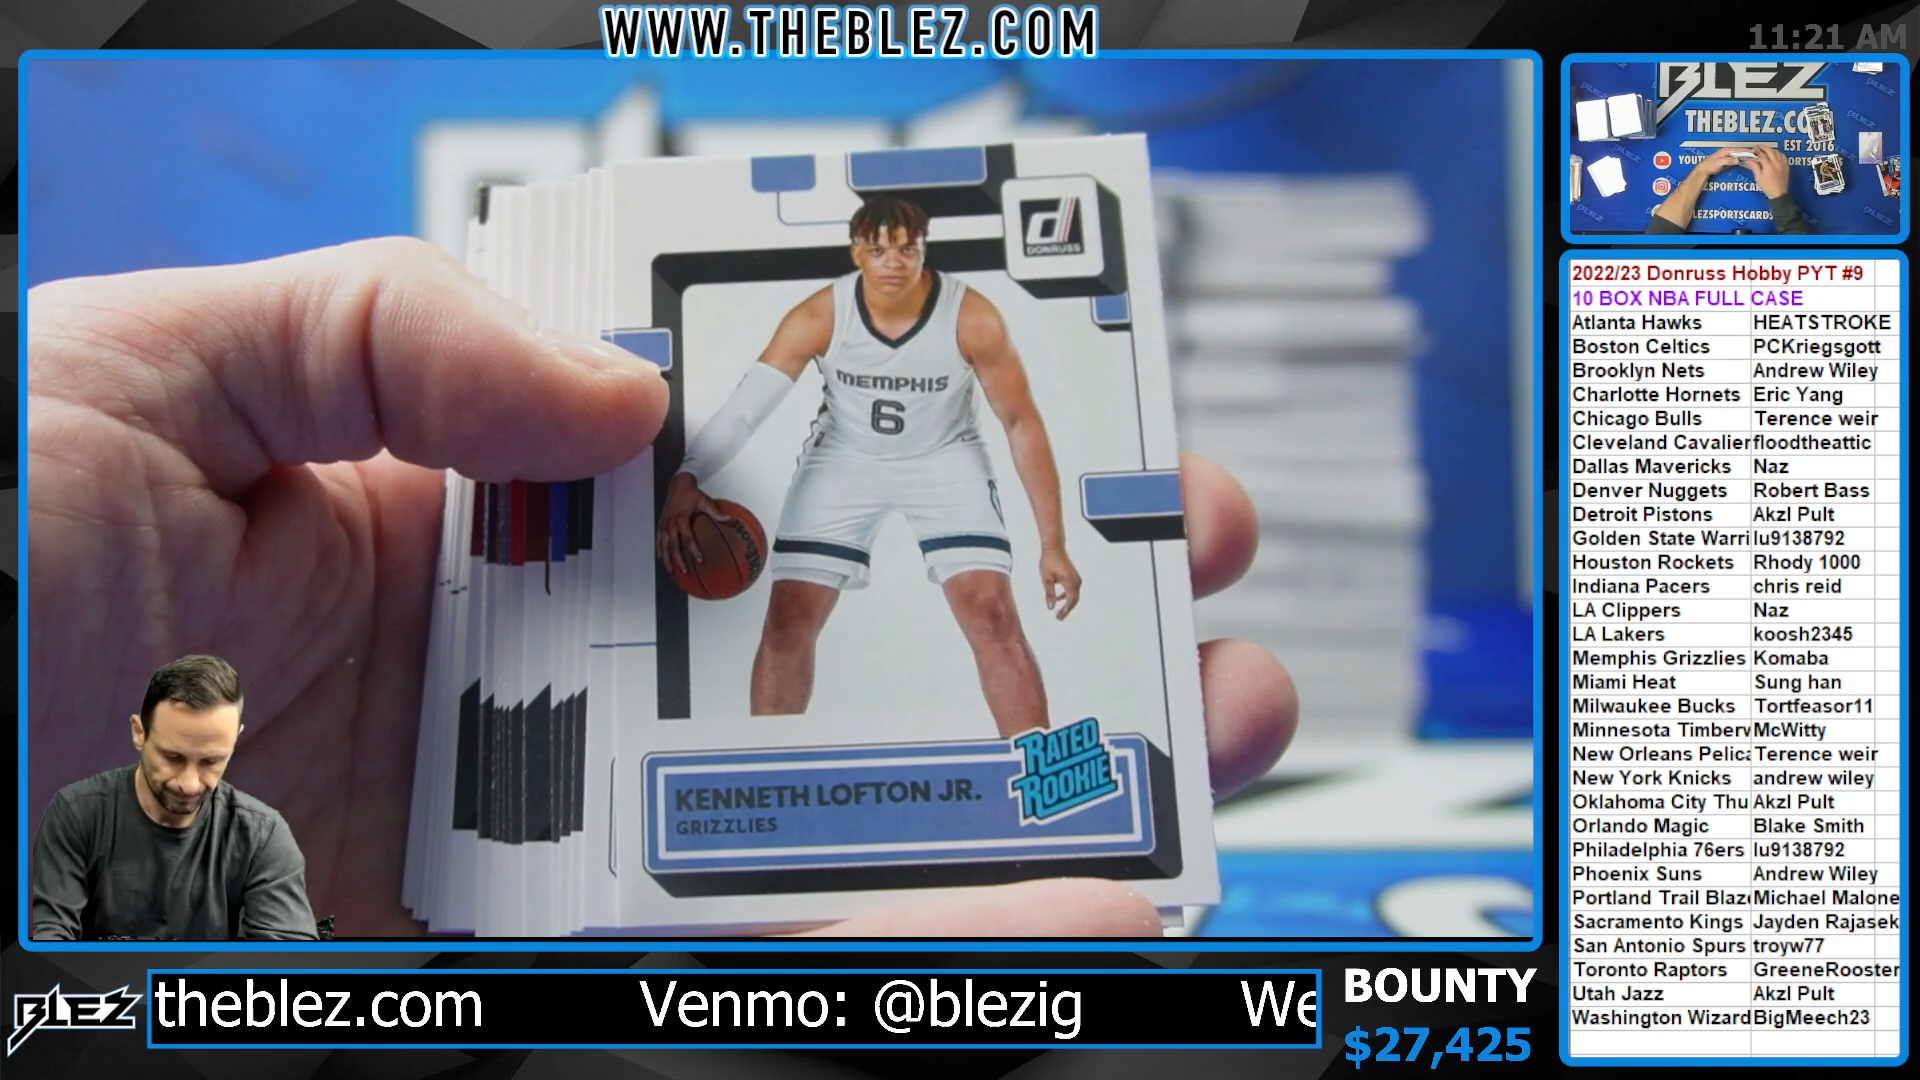 WWW.THEBLEZ.COM
11:21 AM
BLEZ
THEBLEZ.CO
EST 2016
DONRUSS
MEMPHIS
6
RATED
ROOKIE
KENNETH LOFTON JR.
GRIZZLIES
2022/23 Donruss Hobby PYT #9
10 BOX NBA FULL CASE
Atlanta Hawks HEATSTROKE
Boston Celtics PCKriegsgott
Brooklyn Nets Andrew Wiley
Charlotte Hornets Eric Yang
Chicago Bulls Terence weir
Cleveland Cavalier floodtheattic
Dallas Mavericks Naz
Denver Nuggets Robert Bass
Detroit Pistons Akzl Pult
Golden State Warri lu9138792
Houston Rockets Rhody 1000
Indiana Pacers chris reid
LA Clippers Naz
LA Lakers koosh2345
Memphis Grizzlies Komaba
Miami Heat Sung han
Milwaukee Bucks Tortfeasor11
Minnesota Timberv McWitty
New Orleans Pelica Terence weir
New York Knicks andrew wiley
Oklahoma City Thu Akzl Pult
Orlando Magic Blake Smith
Philadelphia 76ers lu9138792
Phoenix Suns Andrew Wiley
Portland Trail Blaze Michael Malone
Sacramento Kings Jayden Rajasek
San Antonio Spurs troyw77
Toronto Raptors GreeneRooster
Utah Jazz Akzl Pult
Washington Wizard BigMeech23
BLEZ
theblez.com Venmo: @blezig We
BOUNTY
$27,425